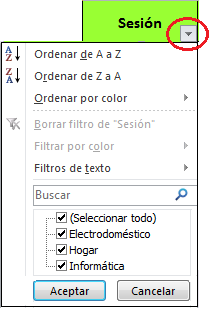 Sesión
Ordenar de A a Z
Ordenar de Z a A
Ordenar por color
Borrar filtro de "Sesión"
Filtrar por color
Filtros de texto
Buscar
(Seleccionar todo)
Electrodoméstico
Hogar
Informática
Aceptar Cancelar